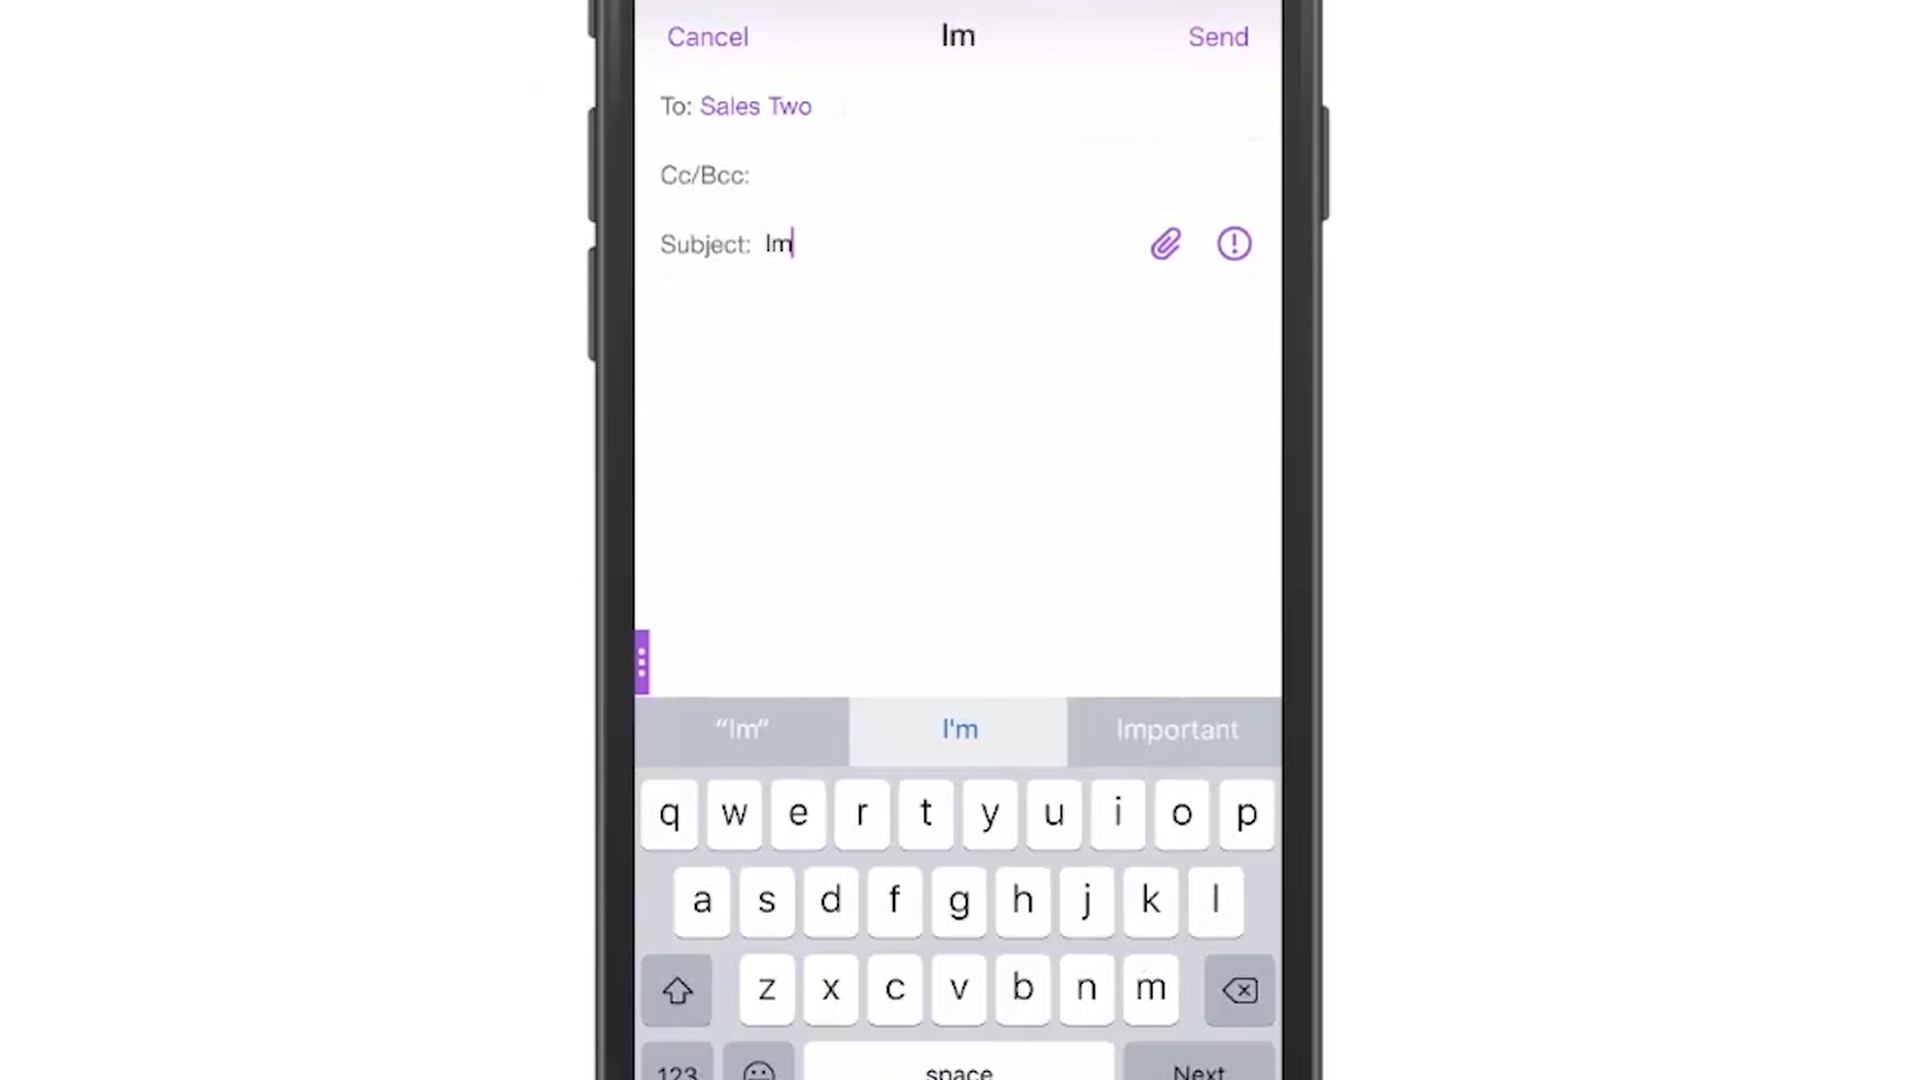 Cancel Im Send
To: Sales Two
Cc/Bcc:
Subject: Im
“Im” I'm Important
q w e r t y u i o p
a s d f g h j k l
z x c v b n m
123 space Next